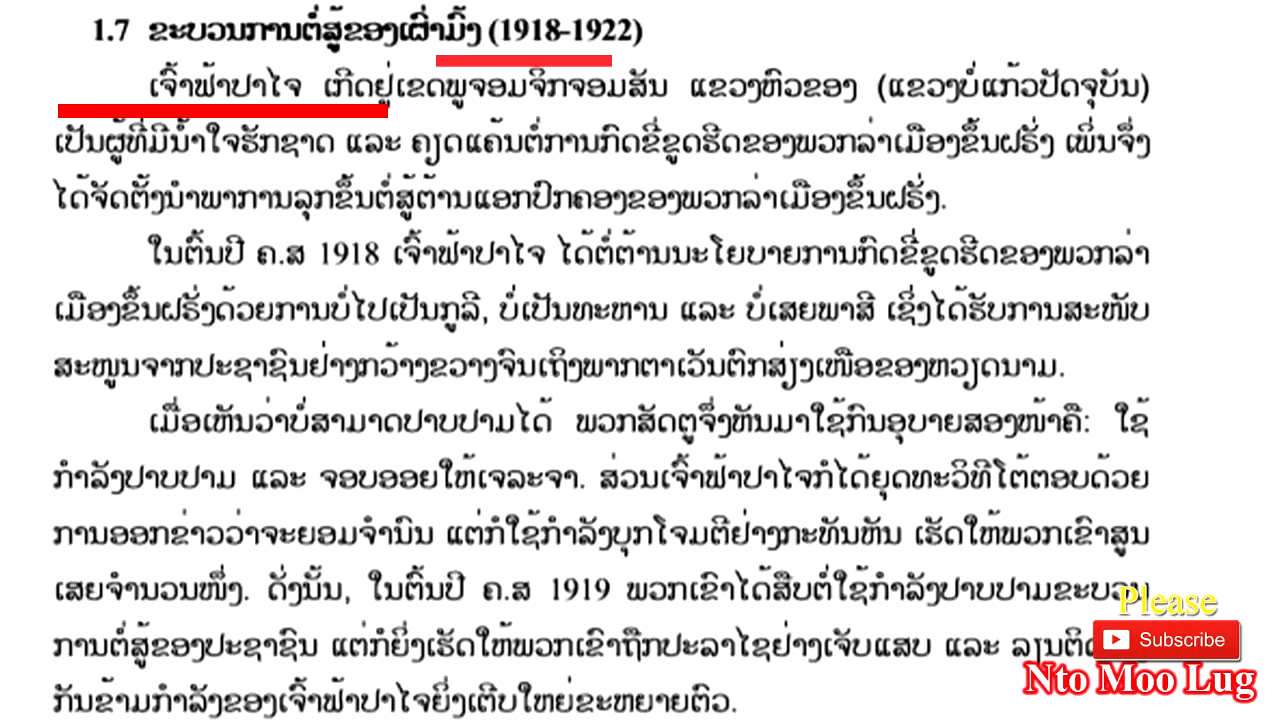 1.7 ຂະບວນການຕໍ່ສູ້ຂອງເຜົ່າມົ້ງ (1918-1922)
ເຈົ້າຟ້າປາໄຈ ເກີດຢູ່ເຂດພູຈອມຈິກຈອມສັນ ແຂວງຫົວຂອງ (ແຂວງບໍ່ແກ້ວປັດຈຸບັນ)
ເປັນຜູ້ທີ່ມີນ້ຳໃຈຮັກຊາດ ແລະ ຄຽດແຄ້ນຕໍ່ການກົດຂີ່ຂູດຮີດຂອງພວກລ່າເມືອງຂຶ້ນຝຣັ່ງ ເພິ່ນຈຶ່ງ
ໄດ້ຈັດຕັ້ງນຳພາການລຸກຂຶ້ນຕໍ່ສູ້ຕ້ານແອກປົກຄອງຂອງພວກລ່າເມືອງຂຶ້ນຝຣັ່ງ.
ໃນຕົ້ນປີ ຄ.ສ 1918 ເຈົ້າຟ້າປາໄຈ ໄດ້ຕໍ່ຕ້ານນະໂຍບາຍການກົດຂີ່ຂູດຮີດຂອງພວກລ່າ
ເມືອງຂຶ້ນຝຣັ່ງດ້ວຍການບໍ່ໄປເປັນກູລີ, ບໍ່ເປັນທະຫານ ແລະ ບໍ່ເສຍພາສີ ເຊິ່ງໄດ້ຮັບການສະໜັບ
ສະໜູນຈາກປະຊາຊົນຢ່າງກວ້າງຂວາງຈົນເຖິງພາກຕາເວັນຕົກສ່ຽງເໜືອຂອງຫວຽດນາມ.
ເມື່ອເຫັນວ່າບໍ່ສາມາດປາບປາມໄດ້ ພວກສັດຕູຈຶ່ງຫັນມາໃຊ້ກົນອຸບາຍສອງໜ້າຄື: ໃຊ້
ກຳລັງປາບປາມ ແລະ ຈອບອອຍໃຫ້ເຈລະຈາ. ສ່ວນເຈົ້າຟ້າປາໄຈກໍໄດ້ຍຸດທະວິທີໂຕ້ຕອບດ້ວຍ
ການອອກຂ່າວວ່າຈະຍອມຈຳນົນ ແຕ່ກໍໃຊ້ກຳລັງບຸກໂຈມຕີຢ່າງກະທັນຫັນ ເຮັດໃຫ້ພວກເຂົາສູນ
ເສຍຈຳນວນໜຶ່ງ. ດັ່ງນັ້ນ, ໃນຕົ້ນປີ ຄ.ສ 1919 ພວກເຂົາໄດ້ສືບຕໍ່ໃຊ້ກຳລັງປາບປາມຂະບວນ
ການຕໍ່ສູ້ຂອງປະຊາຊົນ ແຕ່ກໍຍິ່ງເຮັດໃຫ້ພວກເຂົາຖືກປະລາໄຊຢ່າງເຈັບແສບ ແລະ ລຽນຕິດ
ກັນຂ້າມກຳລັງຂອງເຈົ້າຟ້າປາໄຈຍິ່ງເຕີບໃຫຍ່ຂະຫຍາຍຕົວ.
Please
Subscribe
Nto Moo Lug